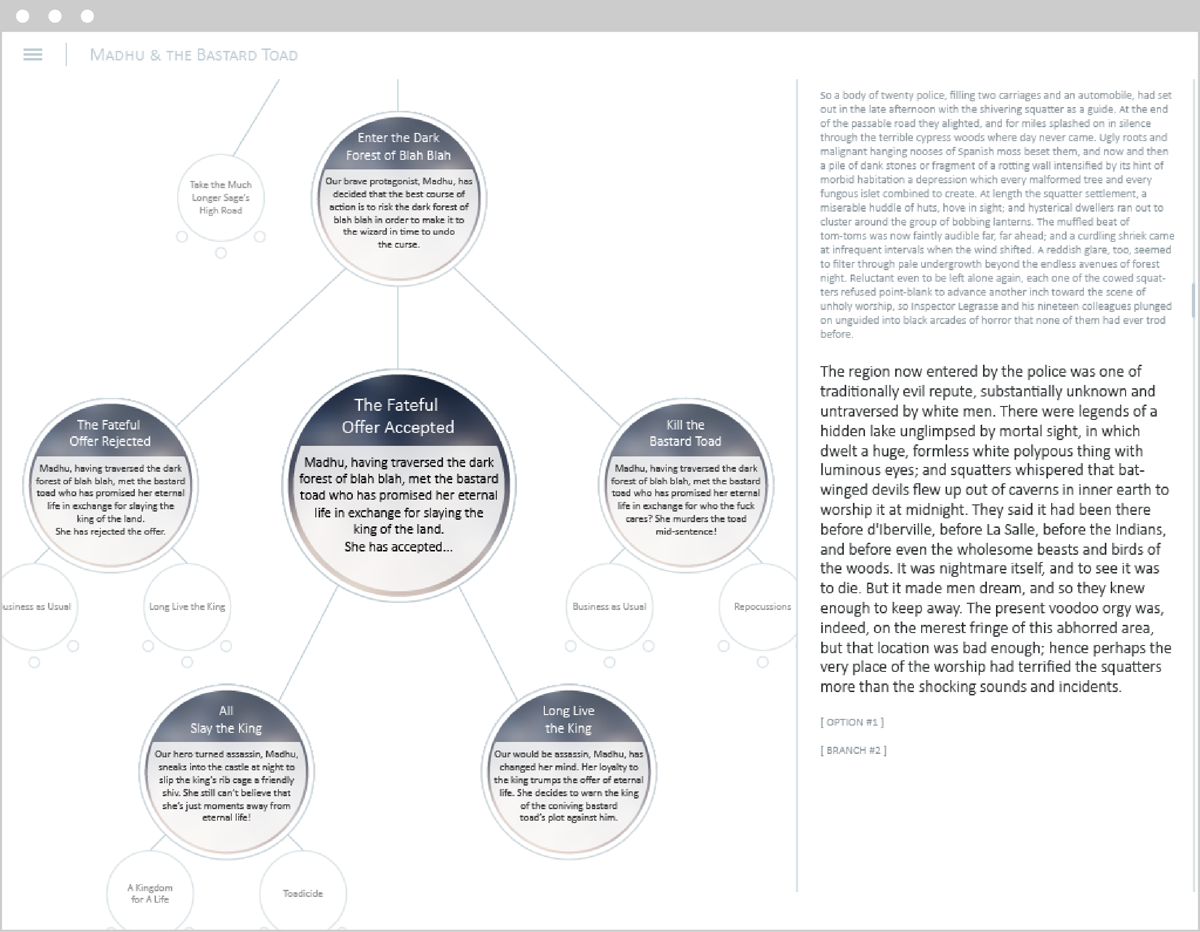 MADHU & THE BASTARD TOAD
Enter the Dark
Forest of Blah Blah
Our brave protagonist, Madhu, has
decided that the best course of
action is to risk the dark forest of
blah blah in order to make it to
the wizard in time to undo
the curse.
Take the Much
Longer Sage's
High Road
The Fateful
Offer Rejected
Madhu, having traversed the dark
forest of blah blah, met the bastard
toad who has promised her eternal
life in exchange for slaying the
king of the land.
She has rejected the offer.
The Fateful
Offer Accepted
Madhu, having traversed the dark
forest of blah blah, met the bastard
toad who has promised her eternal
life in exchange for slaying the
king of the land.
She has accepted...
Kill the
Bastard Toad
Madhu, having traversed the dark
forest of blah blah, met the bastard
toad who has promised her eternal
life in exchange for who the fuck
cares? She murders the toad
mid-sentence!
usiness as Usual
Long Live the King
Business as Usual
Repocussions
All
Slay the King
Our hero turned assassin, Madhu,
sneaks into the castle at night to
slip the king's rib cage a friendly
shiv. She still can't believe that
she's just moments away from
eternal life!
Long Live
the King
Our would be assassin, Madhu, has
changed her mind. Her loyalty to
the king trumps the offer of eternal
life. She decides to warn the king
of the coniving bastard
toad's plot against him.
A Kingdom
for A Life
Toadicide
So a body of twenty police, filling two carriages and an automobile, had set
out in the late afternoon with the shivering squatter as a guide. At the end
of the passable road they alighted, and for miles splashed on in silence
through the terrible cypress woods where day never came. Ugly roots and
malignant hanging nooses of Spanish moss beset them, and now and then
a pile of dank stones or fragment of a rotting wall intensified by its hint of
morbid habitation a depression which every malformed tree and every
fungous islet combined to create. At length the squatter settlement, a
miserable huddle of huts, hove in sight; and hysterical dwellers ran out to
cluster around the group of bobbing lanterns. The muffled beat of
tom-toms was now faintly audible far, far ahead; and a curdling shriek came
at infrequent intervals when the wind shifted. A reddish glare, too, seemed
to filter through pale undergrowth beyond the endless avenues of forest
night. Reluctant even to be left alone again, each one of the cowed squat-
ters refused point-blank to advance another inch toward the scene of
unholy worship, so Inspector Legrasse and his nineteen colleagues plunged
on unguided into black arcades of horror that none of them had ever trod
before.
The region now entered by the police was one of
traditionally evil repute, substantially unknown and
untraversed by white men. There were legends of a
hidden lake unglimpsed by mortal sight, in which
dwelt a huge, formless white polypous thing with
luminous eyes; and squatters whispered that bat-
winged devils flew up out of caverns in inner earth to
worship it at midnight. They said it had been there
before d'Iberville, before La Salle, before the Indians,
and before even the wholesome beasts and birds of
the woods. It was nightmare itself, and to see it was
to die. But it made men dream, and so they knew
enough to keep away. The present voodoo orgy was,
indeed, on the merest fringe of this abhorred area,
but that location was bad enough; hence perhaps the
very place of the worship had terrified the squatters
more than the shocking sounds and incidents.
[ OPTION #1 ]
[ BRANCH #2 ]